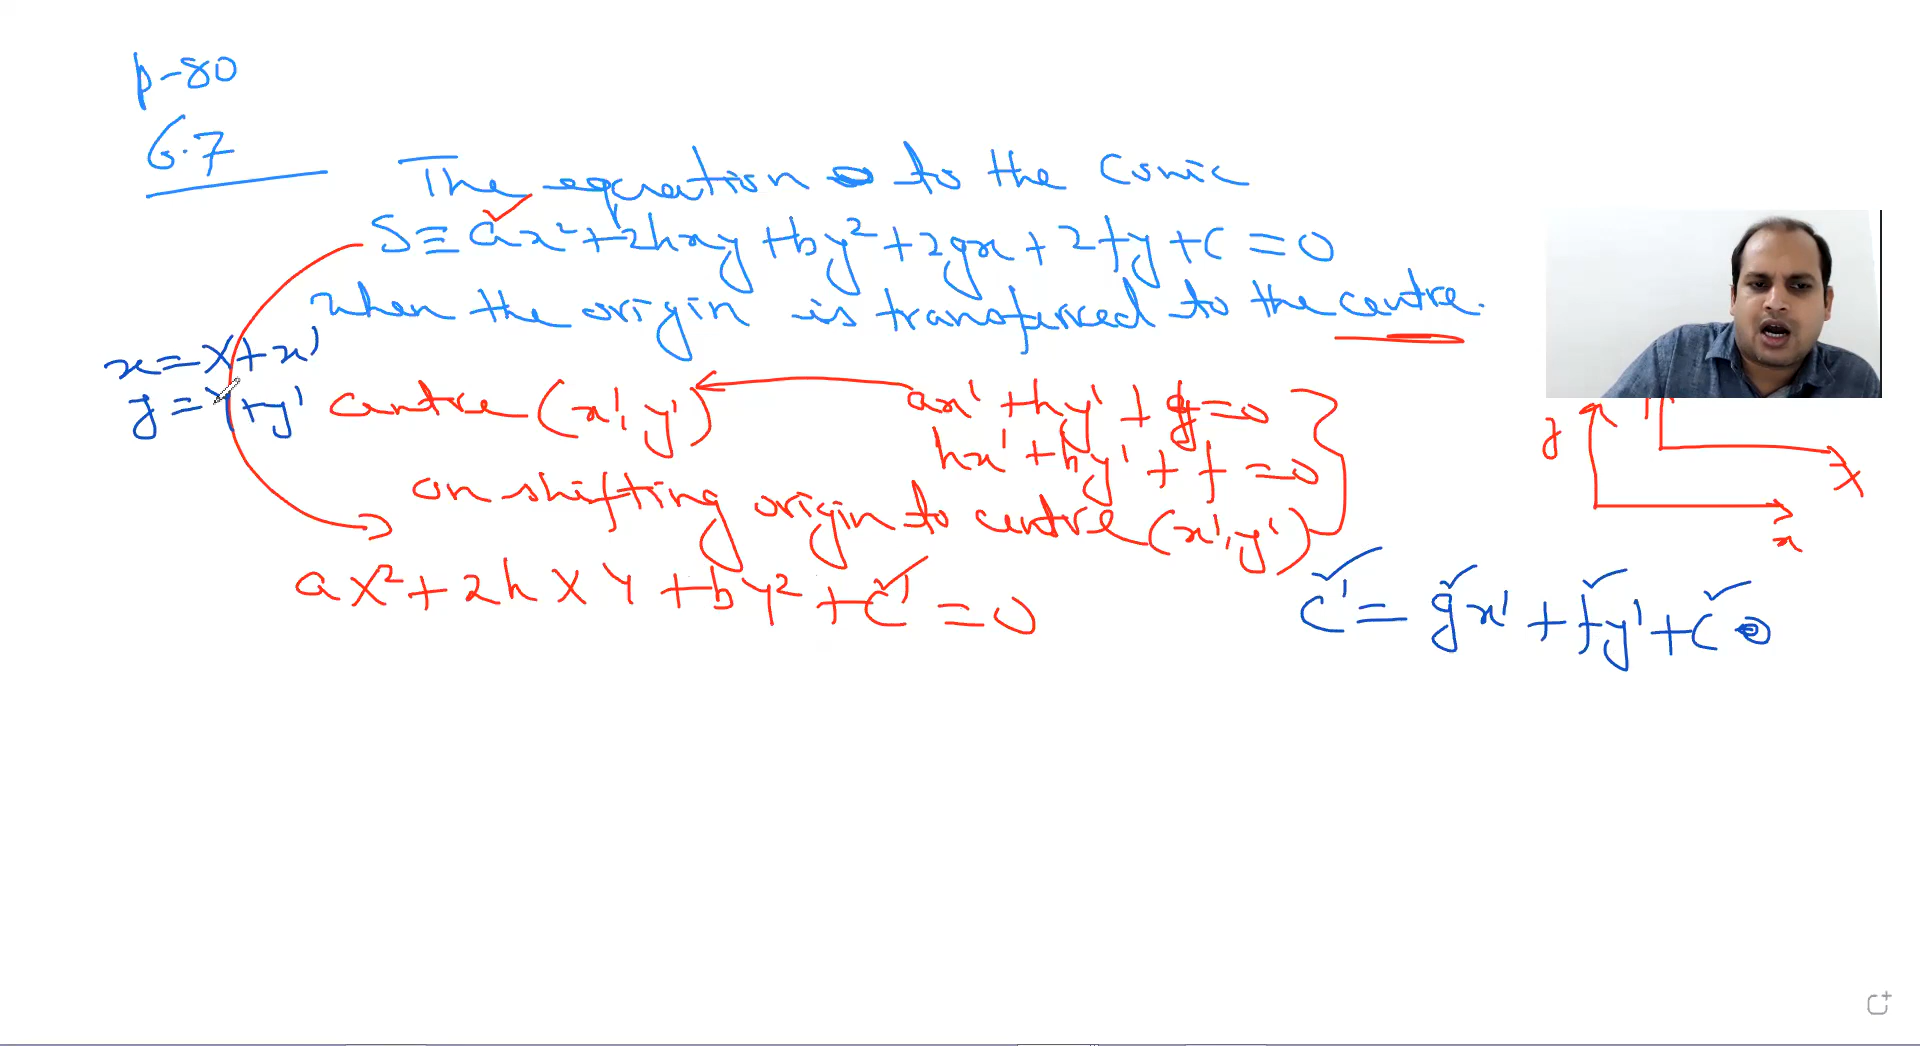 p-80
6.7
The equation to the conic
S≡ax²+2hxy+by²+2gx+2fy+c=0
when the origin is transferred to the centre.
x=X+x'
y=Y+y'
centre (x',y')
ax'+hy'+g=0
hx'+by'+f=0
on shifting origin to centre (x',y')
aX²+2hXY+bY²+c'=0
c'=gx'+fy'+c
y
X
x